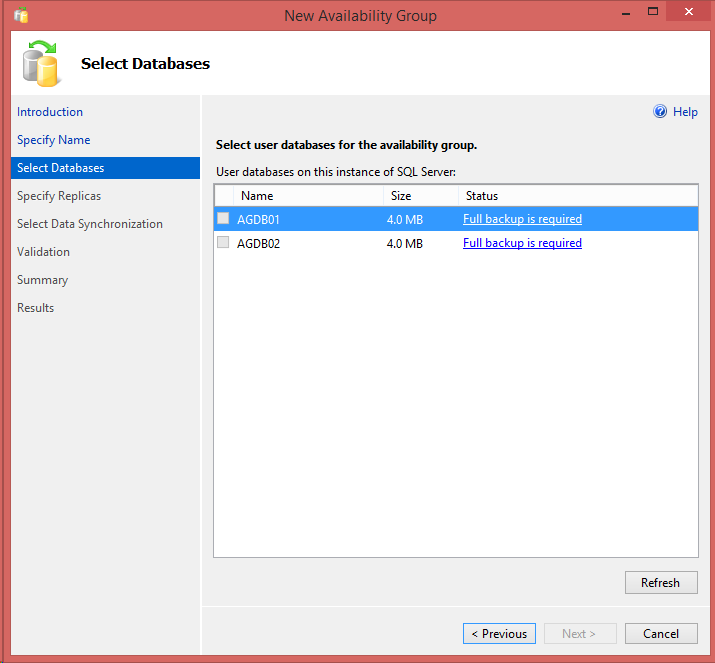 New Availability Group
Select Databases
Introduction
Specify Name
Select Databases
Specify Replicas
Select Data Synchronization
Validation
Summary
Results
Help
Select user databases for the availability group.
User databases on this instance of SQL Server:
Name Size Status
AGDB01 4.0 MB Full backup is required
AGDB02 4.0 MB Full backup is required
Refresh
< Previous Next > Cancel